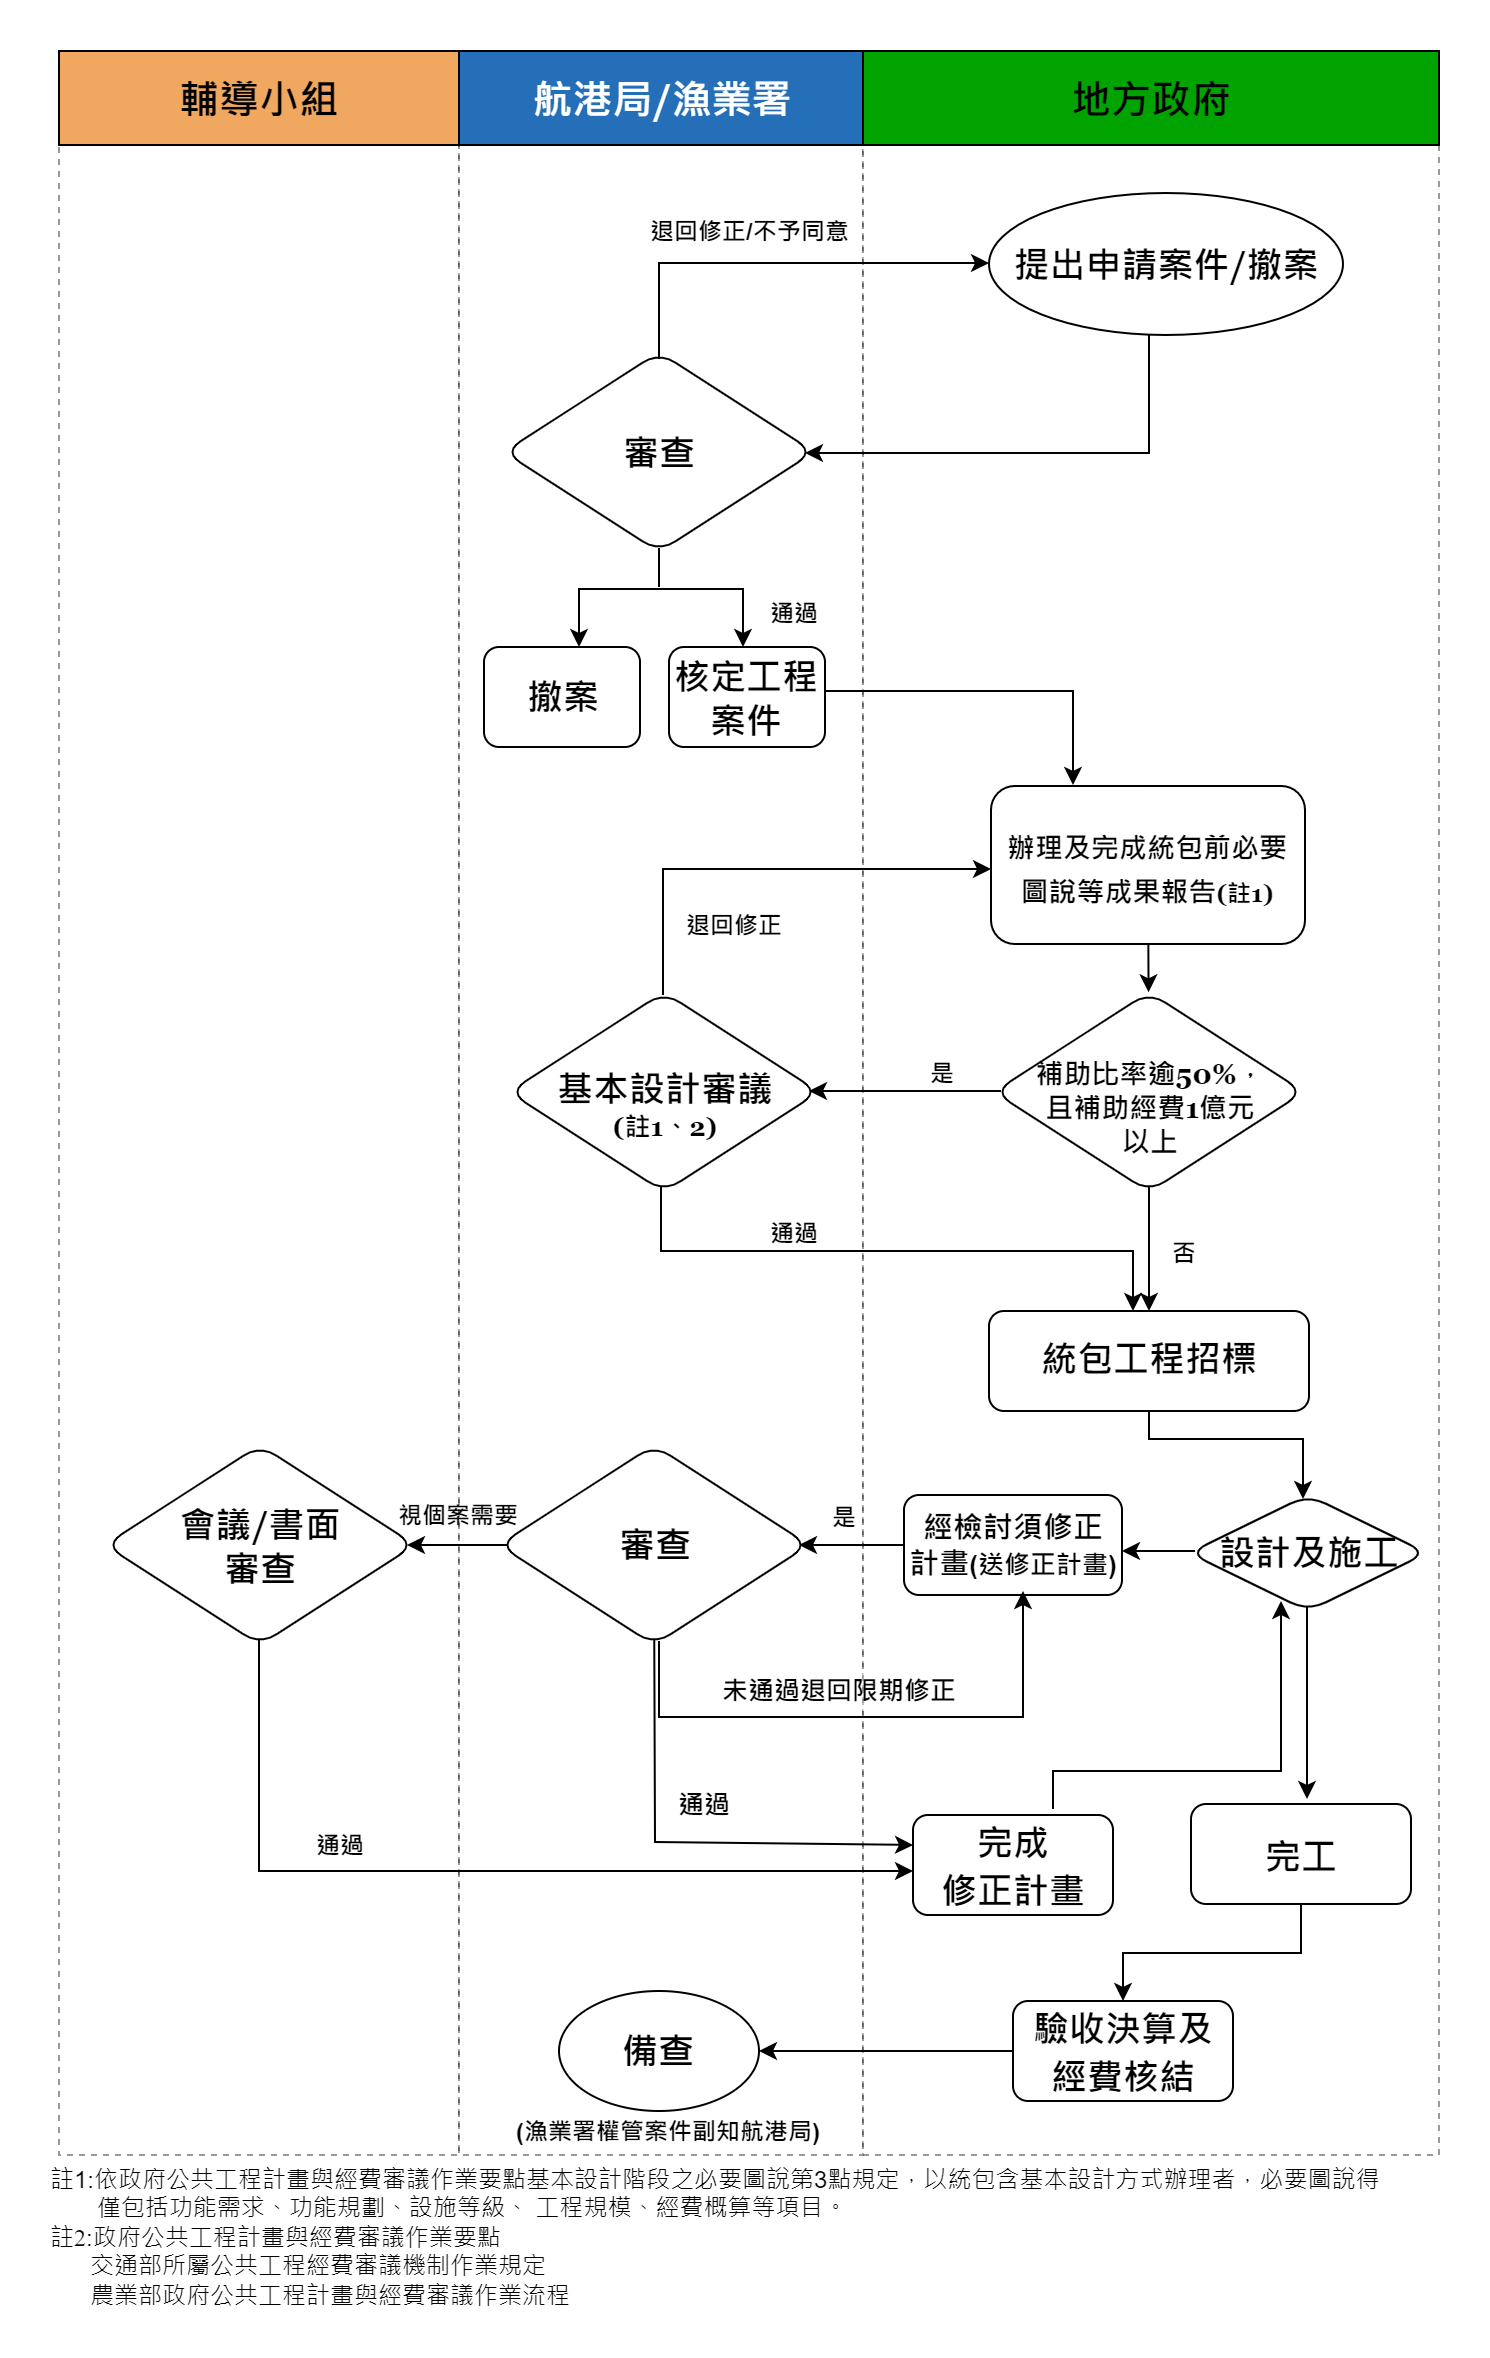 輔導小組
航港局/漁業署
地方政府
退回修正/不予同意
提出申請案件/撤案
審查
通過
撤案
核定工程
案件
辦理及完成統包前必要
圖說等成果報告(註1)
退回修正
基本設計審議
(註1、2)
是
補助比率逾50%，
且補助經費1億元
以上
通過
否
統包工程招標
會議/書面
審查
視個案需要
審查
是
經檢討須修正
計畫(送修正計畫)
設計及施工
未通過退回限期修正
通過
通過
完成
修正計畫
完工
驗收決算及
經費核結
備查
(漁業署權管案件副知航港局)
註1:依政府公共工程計畫與經費審議作業要點基本設計階段之必要圖說第3點規定，以統包含基本設計方式辦理者，必要圖說得
僅包括功能需求、功能規劃、設施等級、 工程規模、經費概算等項目。
註2:政府公共工程計畫與經費審議作業要點
交通部所屬公共工程經費審議機制作業規定
農業部政府公共工程計畫與經費審議作業流程